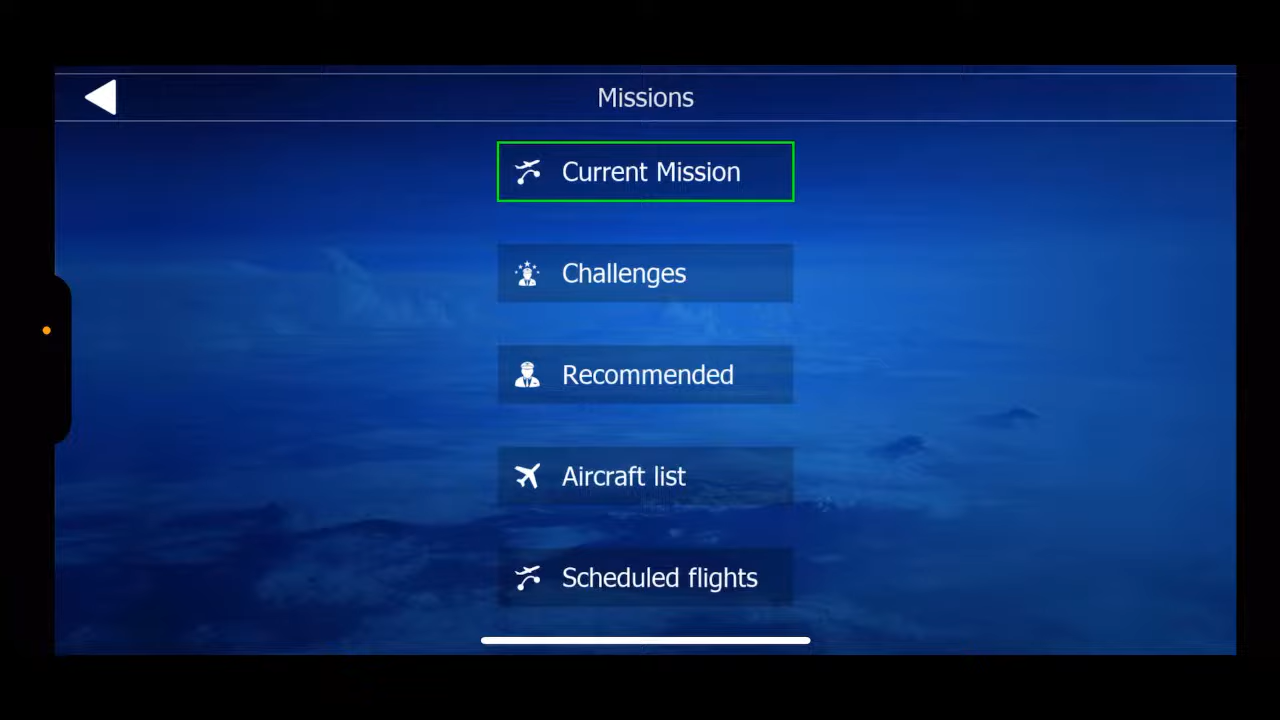 Missions
Current Mission
Challenges
Recommended
Aircraft list
Scheduled flights